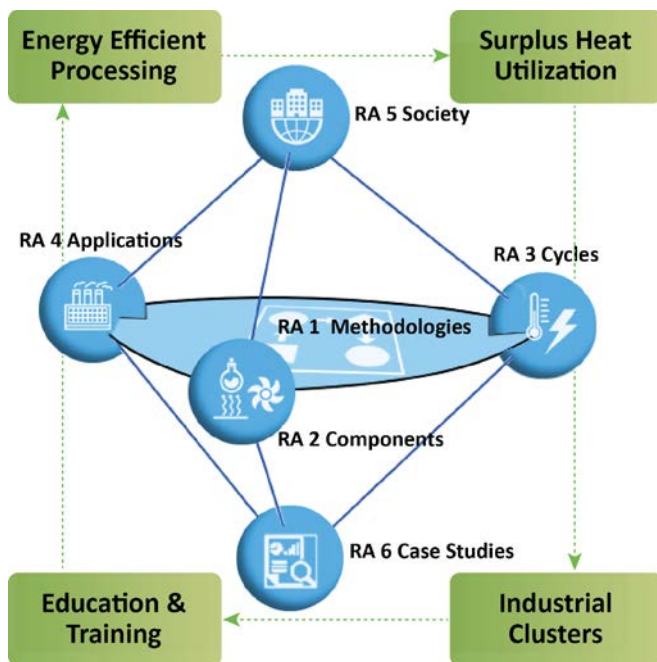 Energy Efficient
Processing
Surplus Heat
Utilization
RA 5 Society
RA 4 Applications
RA 3 Cycles
RA 1 Methodologies
RA 2 Components
RA 6 Case Studies
Education &
Training
Industrial
Clusters